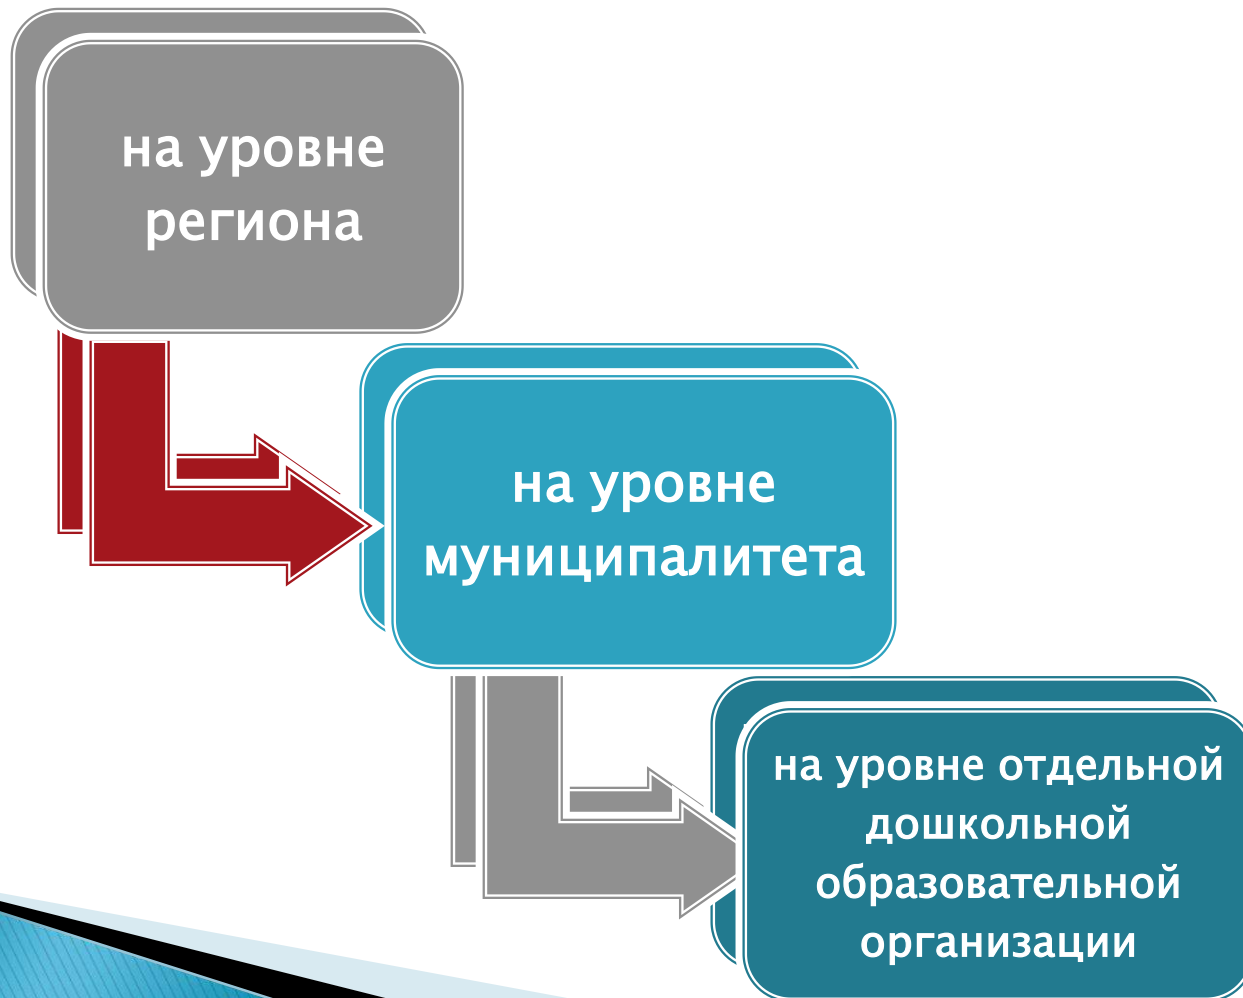 на уровне
региона
на уровне
муниципалитета
на уровне отдельной
дошкольной
образовательной
организации